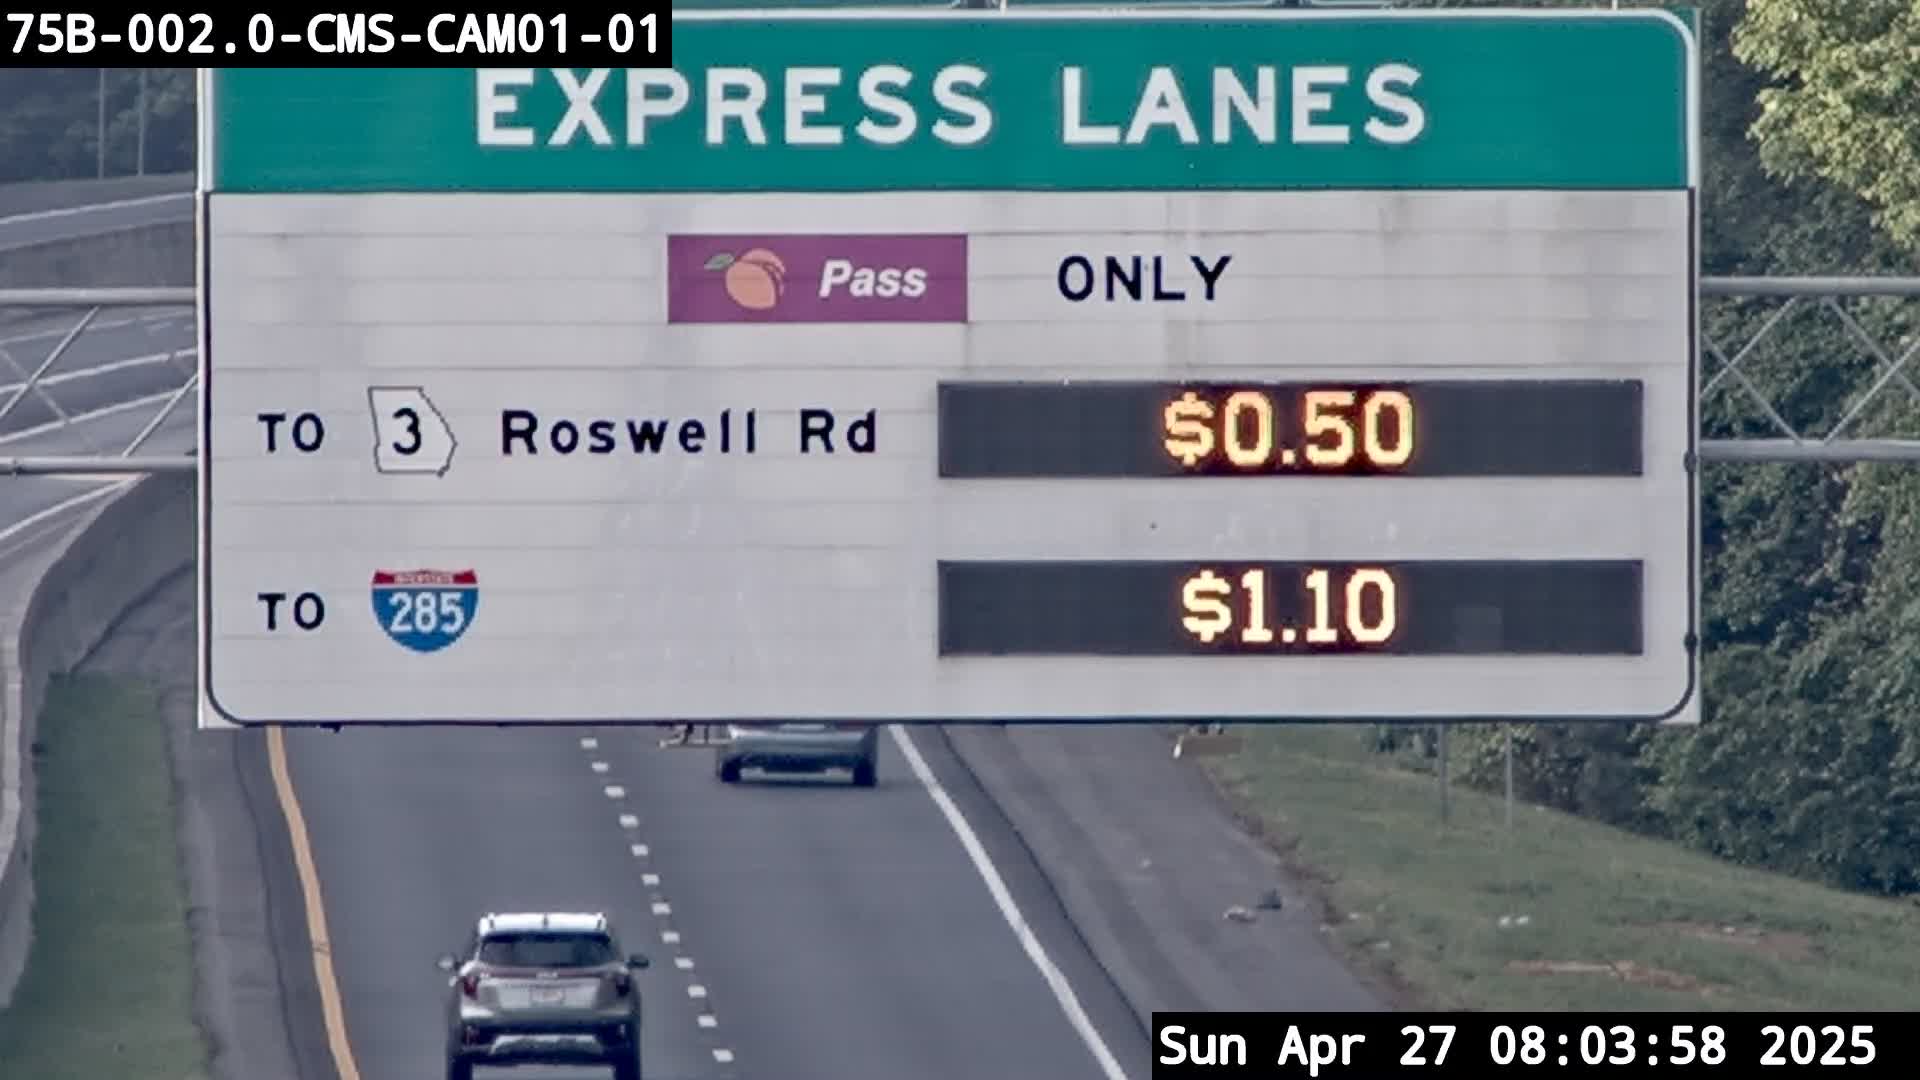 75B-002.0-CMS-CAM01-01
EXPRESS LANES
Pass ONLY
TO 3 Roswell Rd $0.50
TO INTERSTATE 285 $1.10
Sun Apr 27 08:03:58 2025